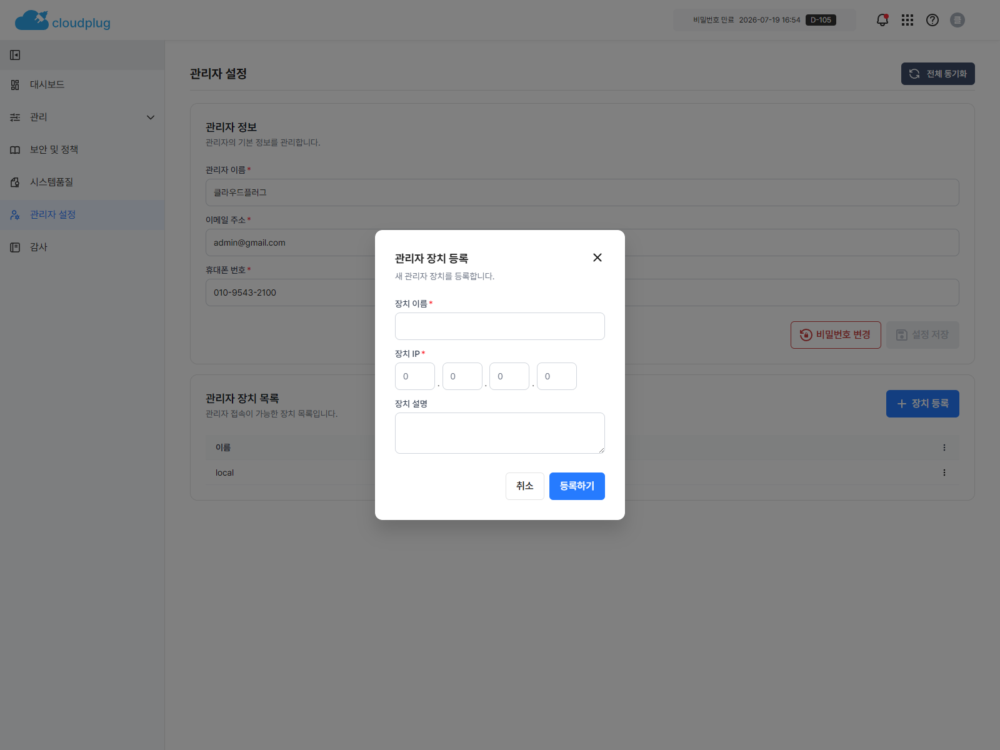 cloudplug
비밀번호 만료 2026-07-19 16:54 D-105
클
대시보드
관리
보안 및 정책
시스템품질
관리자 설정
감사
관리자 설정
전체 동기화
관리자 정보
관리자의 기본 정보를 관리합니다.
관리자 이름*
클라우드플러그
이메일 주소*
admin@gmail.com
휴대폰 번호*
010-9543-2100
비밀번호 변경
설정 저장
관리자 장치 목록
관리자 접속이 가능한 장치 목록입니다.
장치 등록
이름
local
관리자 장치 등록
새 관리자 장치를 등록합니다.
장치 이름*
장치 IP*
0 . 0 . 0 . 0
장치 설명
취소
등록하기